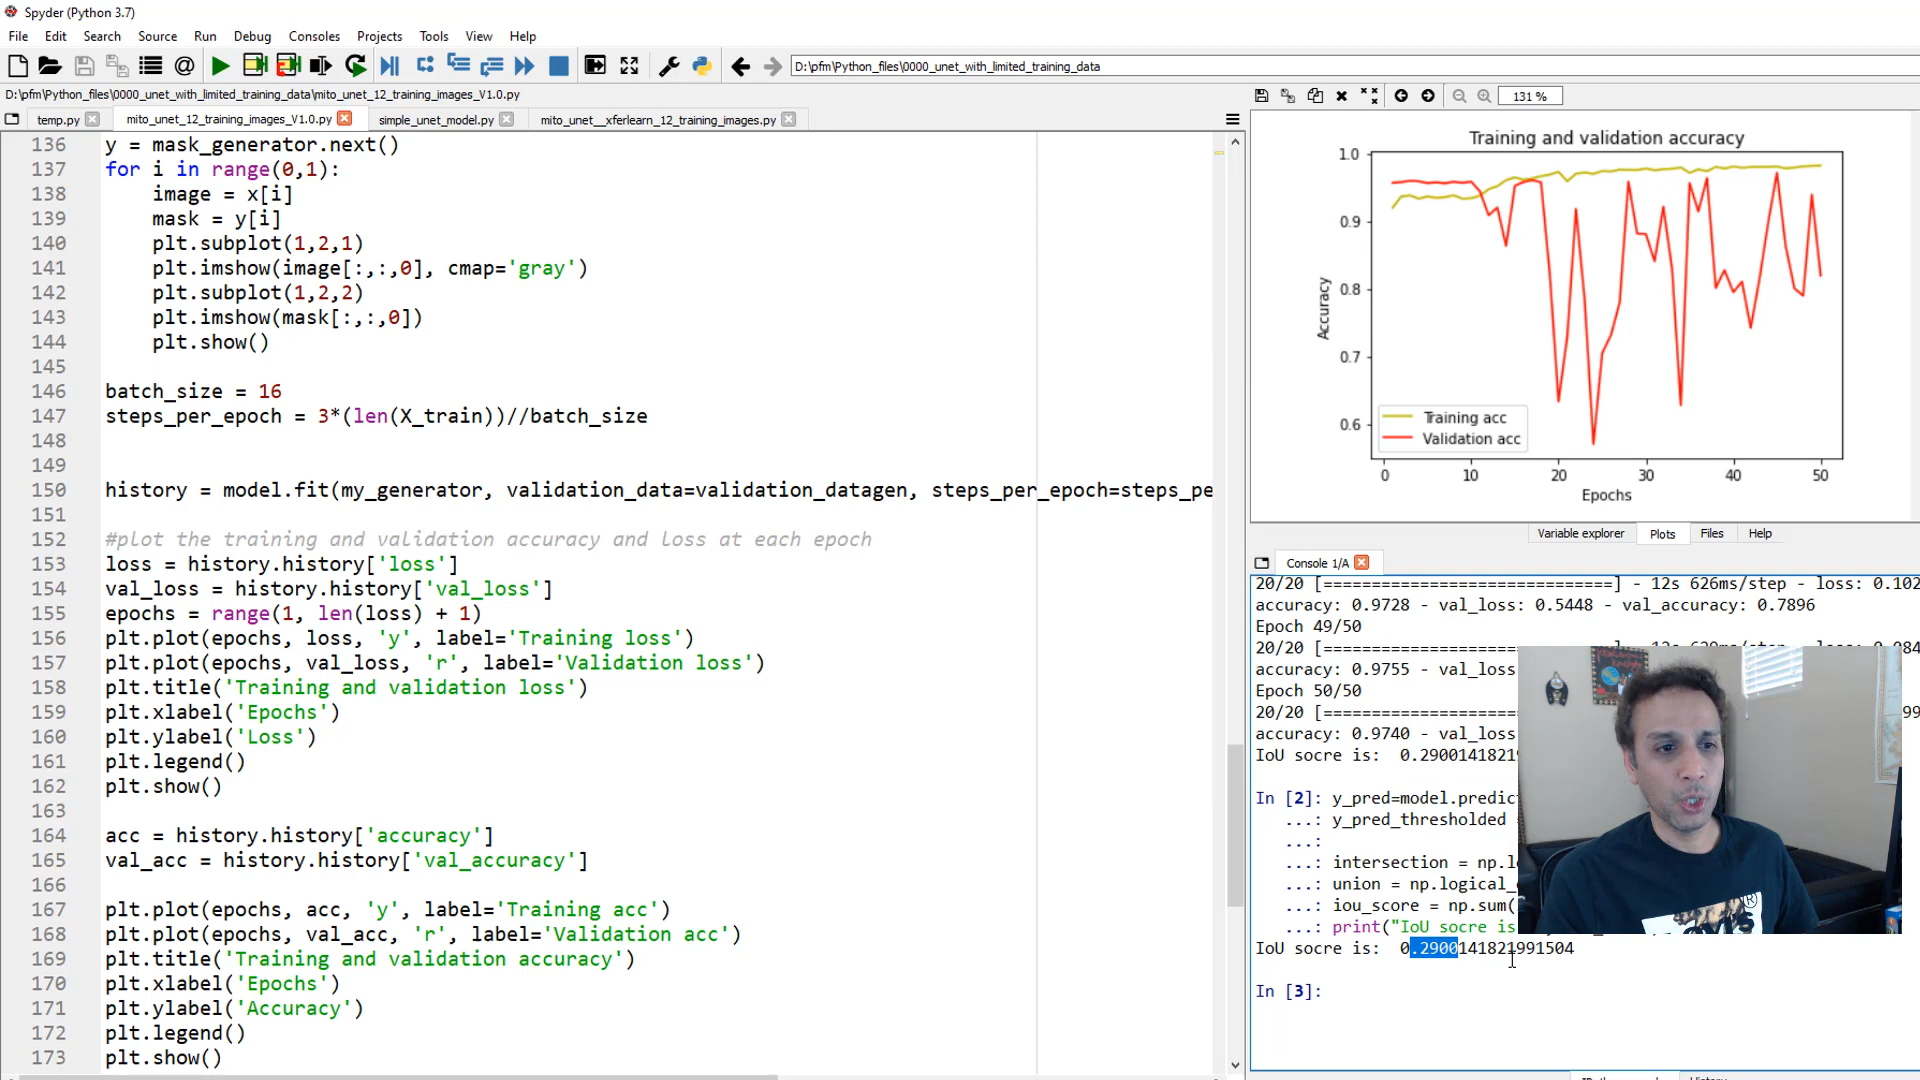 Spyder (Python 3.7)
File Edit Search Source Run Debug Consoles Projects Tools View Help
D:\pfm\Python_files\0000_unet_with_limited_training_data
D:\pfm\Python_files\0000_unet_with_limited_training_data\mito_unet_12_training_images_V1.0.py
temp.py mito_unet_12_training_images_V1.0.py simple_unet_model.py mito_unet__xferlearn_12_training_images.py
136 y = mask_generator.next()
137 for i in range(0,1):
138 image = x[i]
139 mask = y[i]
140 plt.subplot(1,2,1)
141 plt.imshow(image[:,:,0], cmap='gray')
142 plt.subplot(1,2,2)
143 plt.imshow(mask[:,:,0])
144 plt.show()
145
146 batch_size = 16
147 steps_per_epoch = 3*(len(X_train))//batch_size
148
149
150 history = model.fit(my_generator, validation_data=validation_datagen, steps_per_epoch=steps_pe
151
152 #plot the training and validation accuracy and loss at each epoch
153 loss = history.history['loss']
154 val_loss = history.history['val_loss']
155 epochs = range(1, len(loss) + 1)
156 plt.plot(epochs, loss, 'y', label='Training loss')
157 plt.plot(epochs, val_loss, 'r', label='Validation loss')
158 plt.title('Training and validation loss')
159 plt.xlabel('Epochs')
160 plt.ylabel('Loss')
161 plt.legend()
162 plt.show()
163
164 acc = history.history['accuracy']
165 val_acc = history.history['val_accuracy']
166
167 plt.plot(epochs, acc, 'y', label='Training acc')
168 plt.plot(epochs, val_acc, 'r', label='Validation acc')
169 plt.title('Training and validation accuracy')
170 plt.xlabel('Epochs')
171 plt.ylabel('Accuracy')
172 plt.legend()
173 plt.show()
131 %
Training and validation accuracy
1.0
0.9
0.8
0.7
0.6
Accuracy
Training acc
Validation acc
0 10 20 30 40 50
Epochs
Variable explorer Plots Files Help
Console 1/A
20/20 [==============================] - 12s 626ms/step - loss: 0.102
accuracy: 0.9728 - val_loss: 0.5448 - val_accuracy: 0.7896
Epoch 49/50
20/20 [===================
accuracy: 0.9755 - val_loss
Epoch 50/50
20/20 [===================
accuracy: 0.9740 - val_loss
IoU socre is: 0.2900141821
In [2]: y_pred=model.predict
...: y_pred_thresholded
...:
...: intersection = np.l
...: union = np.logical_
...: iou_score = np.sum(
...: print("IoU socre is
IoU socre is: 0.2900141821991504
In [3]: